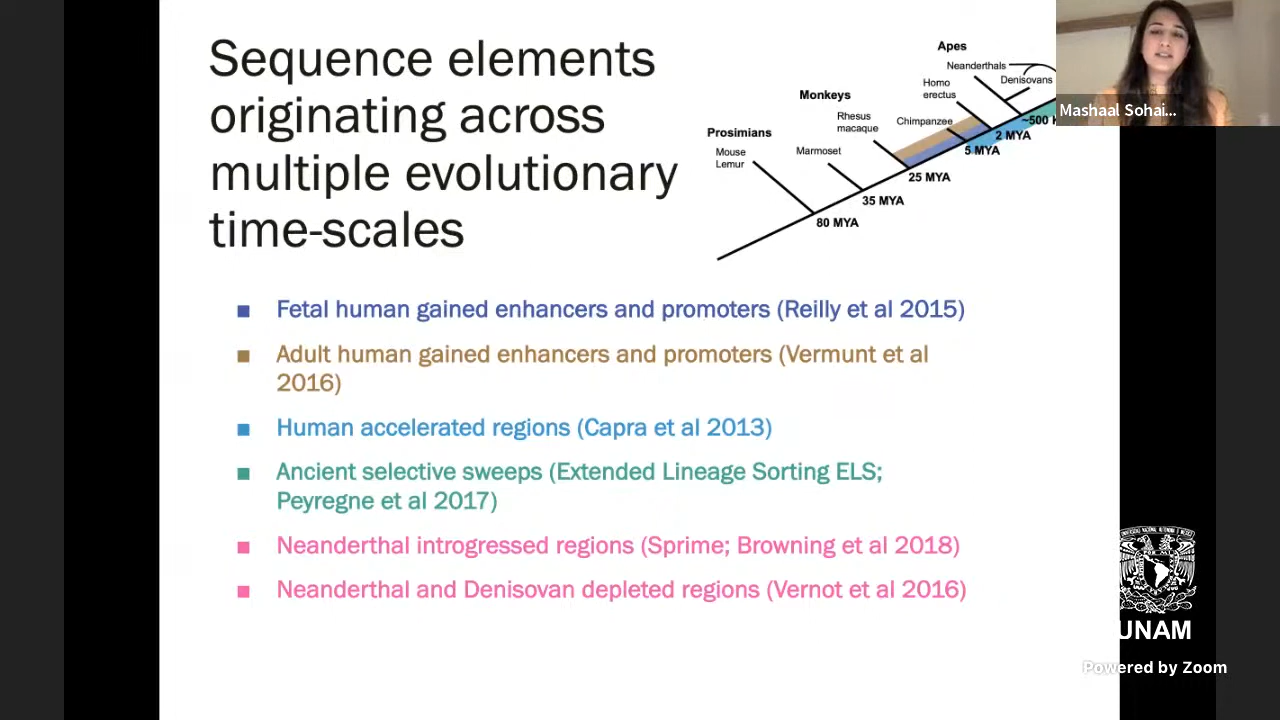 Sequence elements
originating across
multiple evolutionary
time-scales
Apes
Neanderthals
Denisovans
Homo
erectus
Monkeys
Rhesus
macaque
Chimpanzee
Prosimians
Mouse
Lemur
Marmoset
~500 K
2 MYA
5 MYA
25 MYA
35 MYA
80 MYA
Mashaal Sohai...
■ Fetal human gained enhancers and promoters (Reilly et al 2015)
■ Adult human gained enhancers and promoters (Vermunt et al
2016)
■ Human accelerated regions (Capra et al 2013)
■ Ancient selective sweeps (Extended Lineage Sorting ELS;
Peyregne et al 2017)
■ Neanderthal introgressed regions (Sprime; Browning et al 2018)
■ Neanderthal and Denisovan depleted regions (Vernot et al 2016)
UNAM
Powered by Zoom